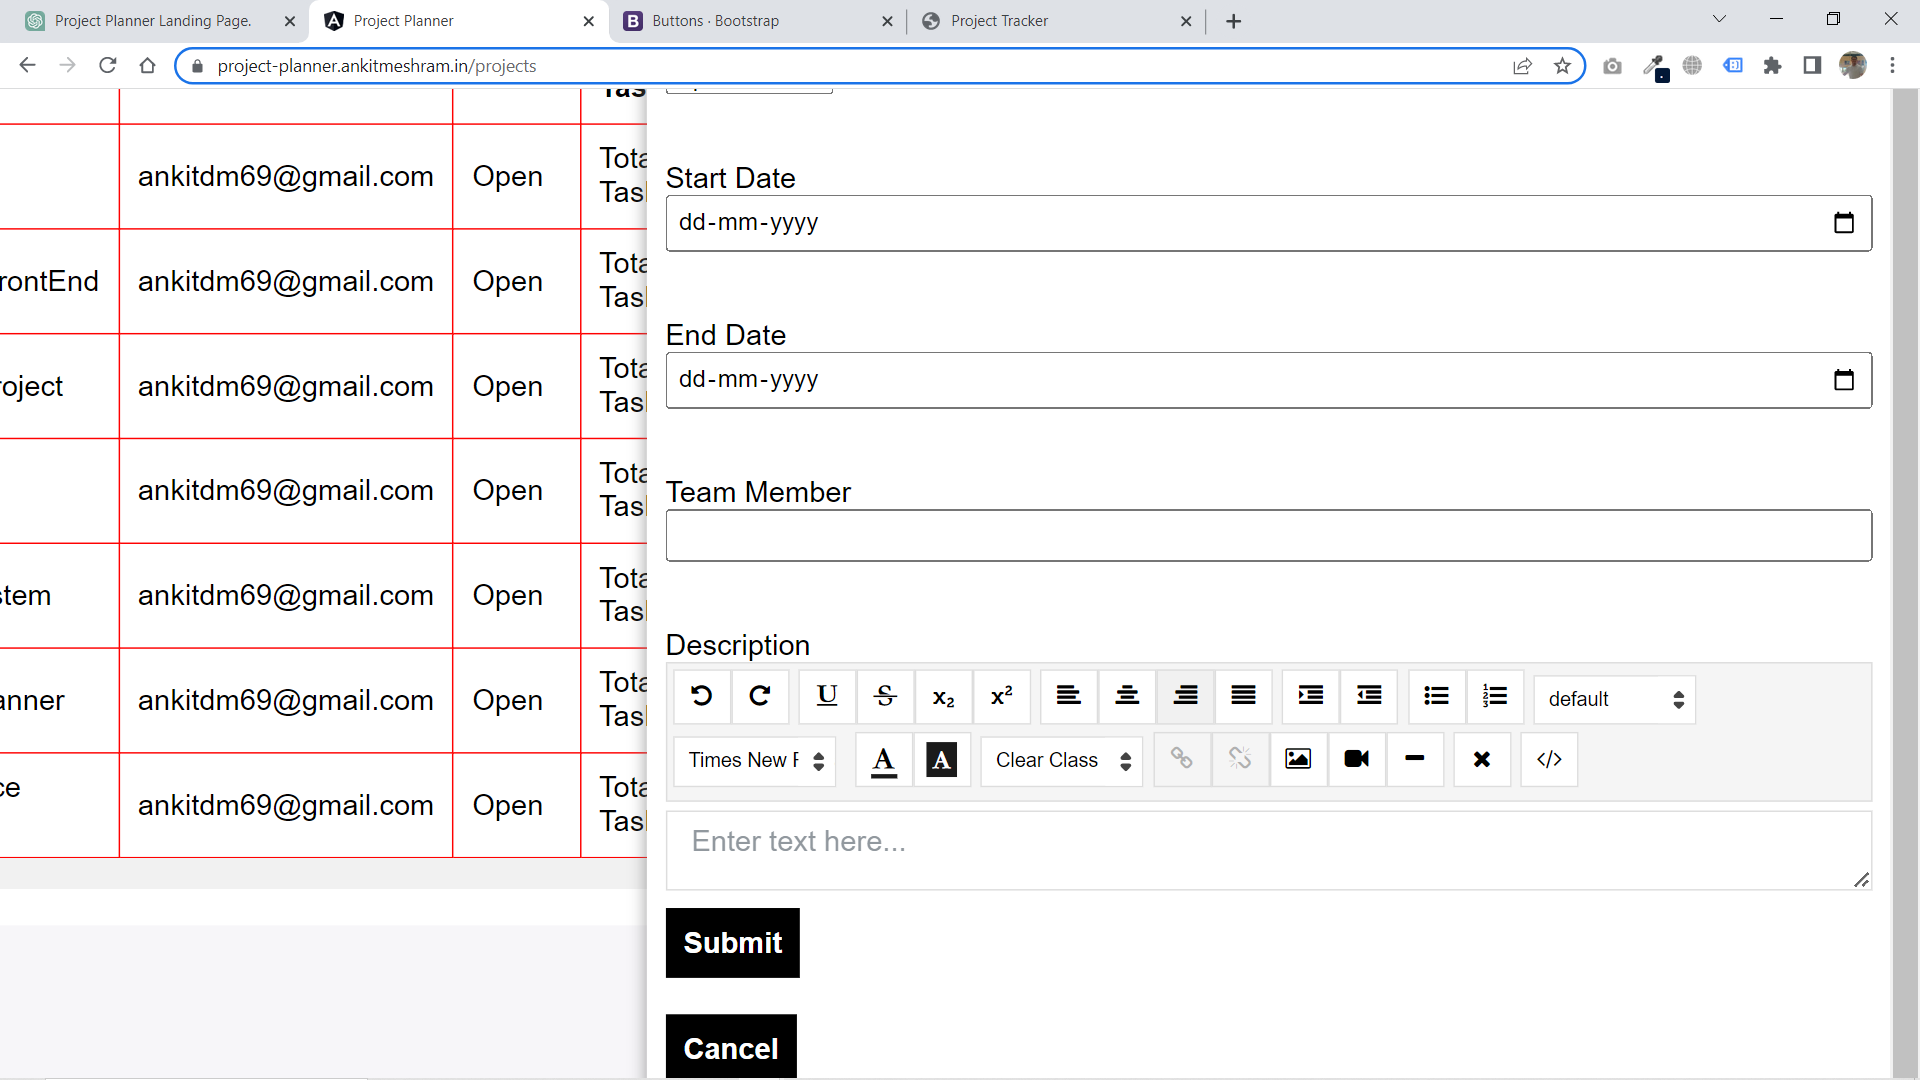 Project Planner Landing Page.
Project Planner
Buttons · Bootstrap
Project Tracker
project-planner.ankitmeshram.in/projects
ankitdm69@gmail.com Open Tota
Tas
rontEnd ankitdm69@gmail.com Open Tota
Tas
oject ankitdm69@gmail.com Open Tota
Tas
ankitdm69@gmail.com Open Tota
Tas
stem ankitdm69@gmail.com Open Tota
Tas
anner ankitdm69@gmail.com Open Tota
Tas
ce ankitdm69@gmail.com Open Tota
Tas
Start Date
dd-mm-yyyy
End Date
dd-mm-yyyy
Team Member
Description
default
Times New R
Clear Class
Enter text here...
Submit
Cancel